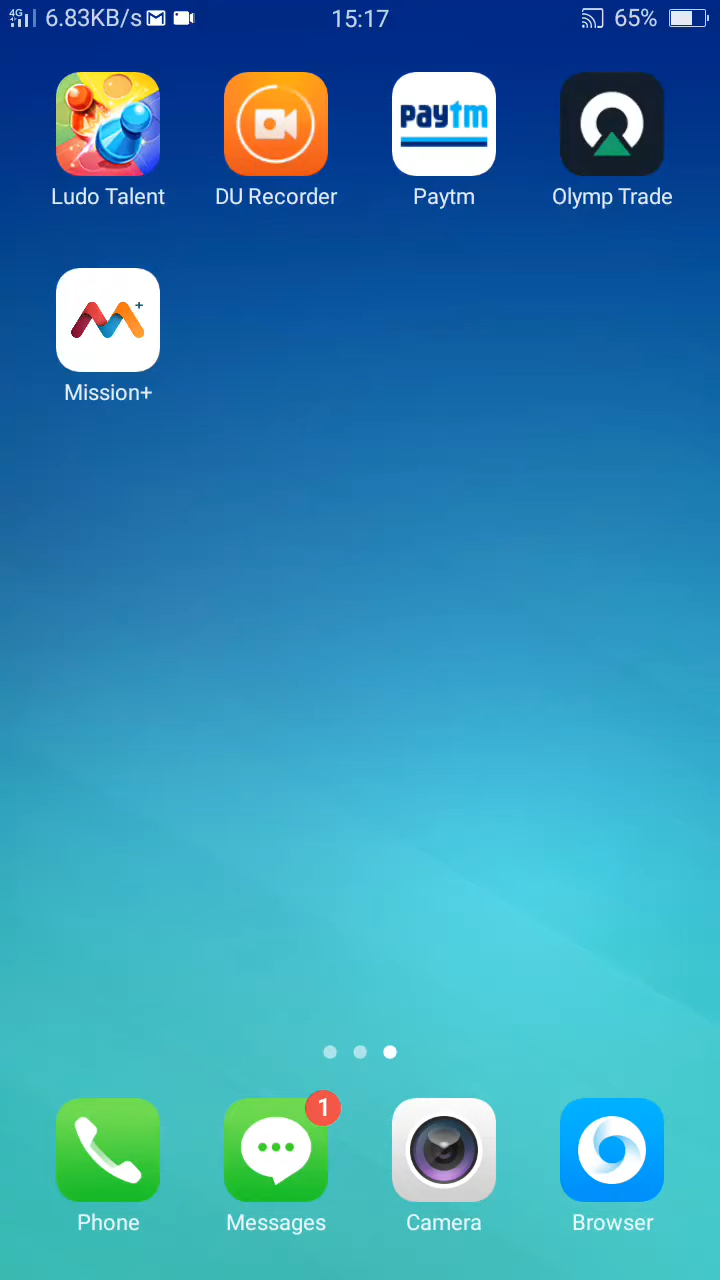 4G 6.83KB/s 15:17 65%
Ludo Talent DU Recorder paytm Paytm Olymp Trade
Mission+
1
Phone Messages Camera Browser